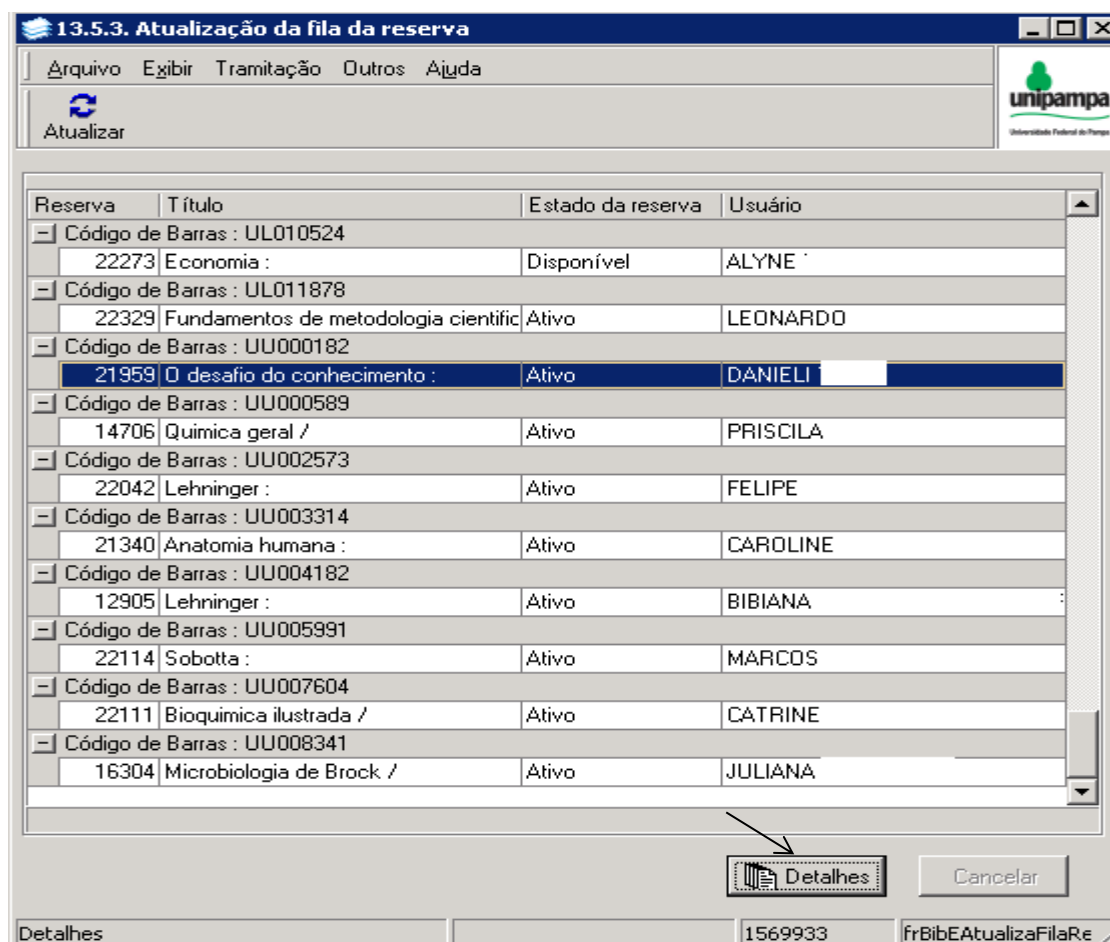 13.5.3. Atualização da fila da reserva
Arquivo Exibir Tramitação Outros Ajuda
Atualizar
unipampa
Universidade Federal do Pampa
Reserva Título Estado da reserva Usuário
Código de Barras : UL010524
22273 Economia : Disponível ALYNE
Código de Barras : UL011878
22329 Fundamentos de metodologia cientific Ativo LEONARDO
Código de Barras : UU000182
21959 O desafio do conhecimento : Ativo DANIELI
Código de Barras : UU000589
14706 Quimica geral / Ativo PRISCILA
Código de Barras : UU002573
22042 Lehninger : Ativo FELIPE
Código de Barras : UU003314
21340 Anatomia humana : Ativo CAROLINE
Código de Barras : UU004182
12905 Lehninger : Ativo BIBIANA
Código de Barras : UU005991
22114 Sobotta : Ativo MARCOS
Código de Barras : UU007604
22111 Bioquimica ilustrada / Ativo CATRINE
Código de Barras : UU008341
16304 Microbiologia de Brock / Ativo JULIANA
Detalhes Cancelar
Detalhes 1569933 frBibEAtualizaFilaRe